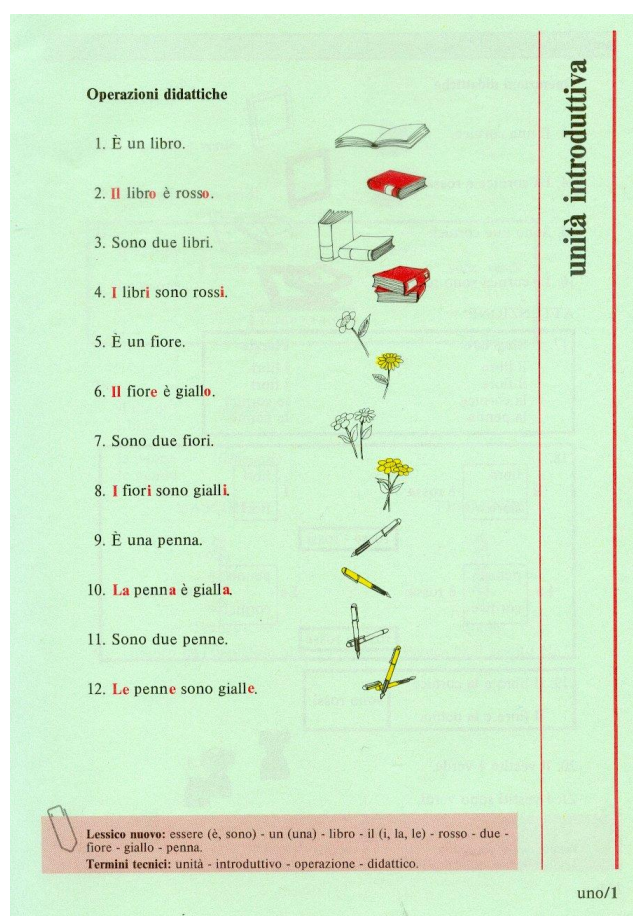 unità introduttiva
Operazioni didattiche
1. È un libro.
2. Il libro è rosso.
3. Sono due libri.
4. I libri sono rossi.
5. È un fiore.
6. Il fiore è giallo.
7. Sono due fiori.
8. I fiori sono gialli.
9. È una penna.
10. La penna è gialla.
11. Sono due penne.
12. Le penne sono gialle.
Lessico nuovo: essere (è, sono) - un (una) - libro - il (i, la, le) - rosso - due -
fiore - giallo - penna.
Termini tecnici: unità - introduttivo - operazione - didattico.
uno/1